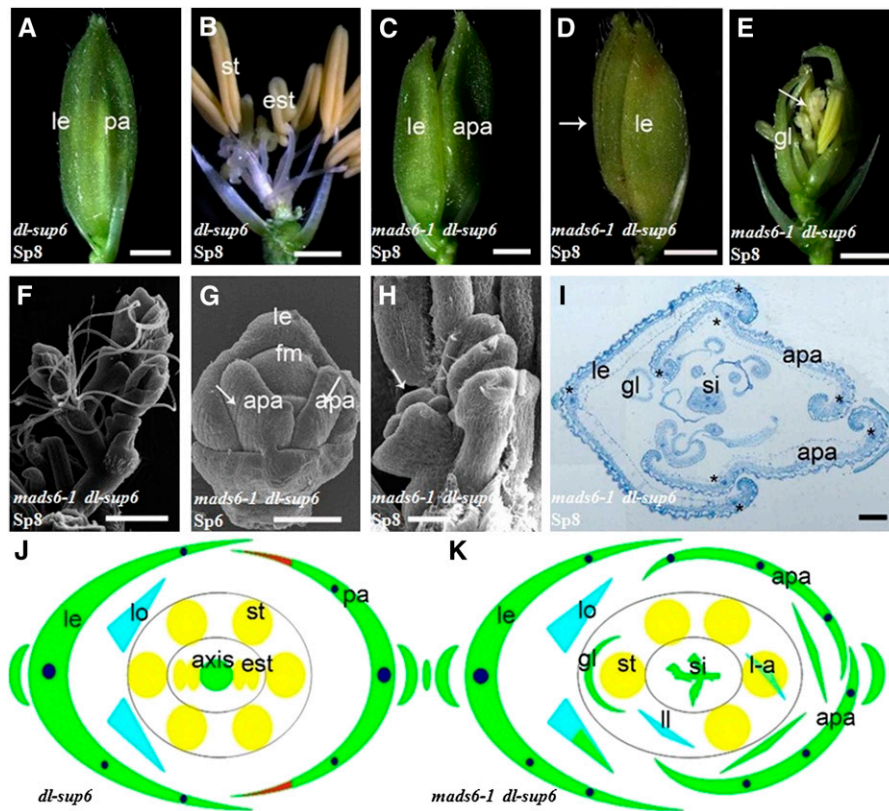 A
le
pa
dl-sup6
Sp8
B
st
est
dl-sup6
Sp8
C
le
apa
mads6-1 dl-sup6
Sp8
D
le
mads6-1 dl-sup6
Sp8
E
gl
mads6-1 dl-sup6
Sp8
F
mads6-1 dl-sup6
Sp8
G
le
fm
apa
apa
mads6-1 dl-sup6
Sp6
H
mads6-1 dl-sup6
Sp8
I
le
gl
si
apa
apa
mads6-1 dl-sup6
J
le
lo
st
pa
axis
est
dl-sup6
K
le
lo
apa
gl
st
si
l-a
ll
apa
mads6-1 dl-sup6